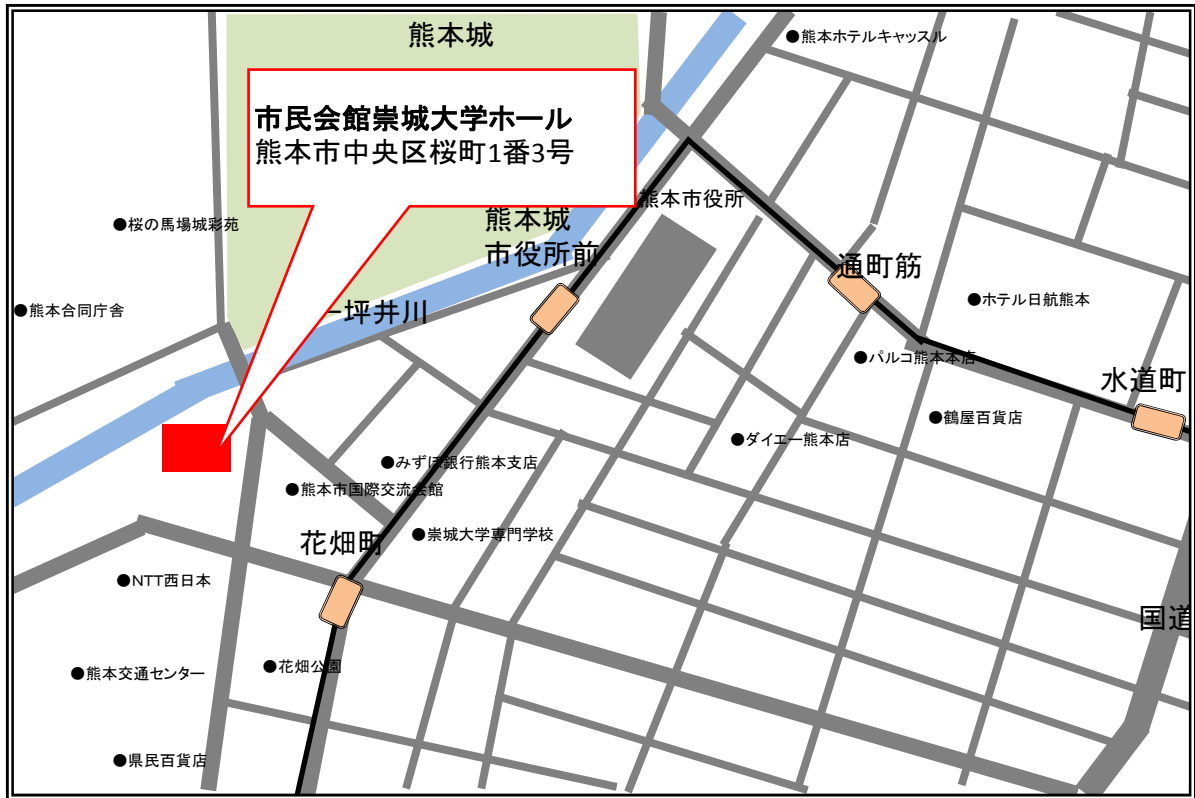 熊本城
●熊本ホテルキャッスル
市民会館崇城大学ホール
熊本市中央区桜町1番3号
熊本市役所
●桜の馬場城彩苑
熊本城
市役所前
通町筋
●熊本合同庁舎
坪井川
●ホテル日航熊本
●パルコ熊本本店
水道町
●鶴屋百貨店
●ダイエー熊本店
●みずほ銀行熊本支店
●熊本市国際交流会館
●崇城大学専門学校
花畑町
●NTT西日本
国道
●花畑公園
●熊本交通センター
●県民百貨店